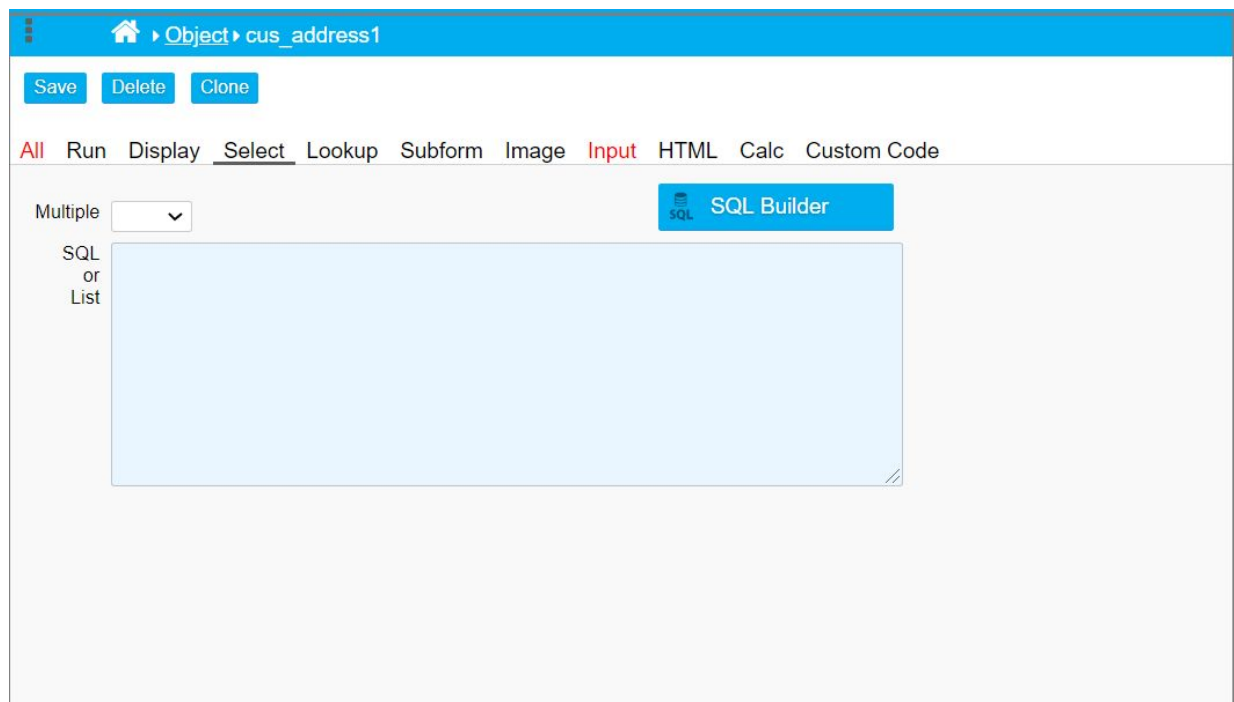 Object cus_address1
Save Delete Clone
All Run Display Select Lookup Subform Image Input HTML Calc Custom Code
Multiple
SQL SQL Builder
SQL
or
List